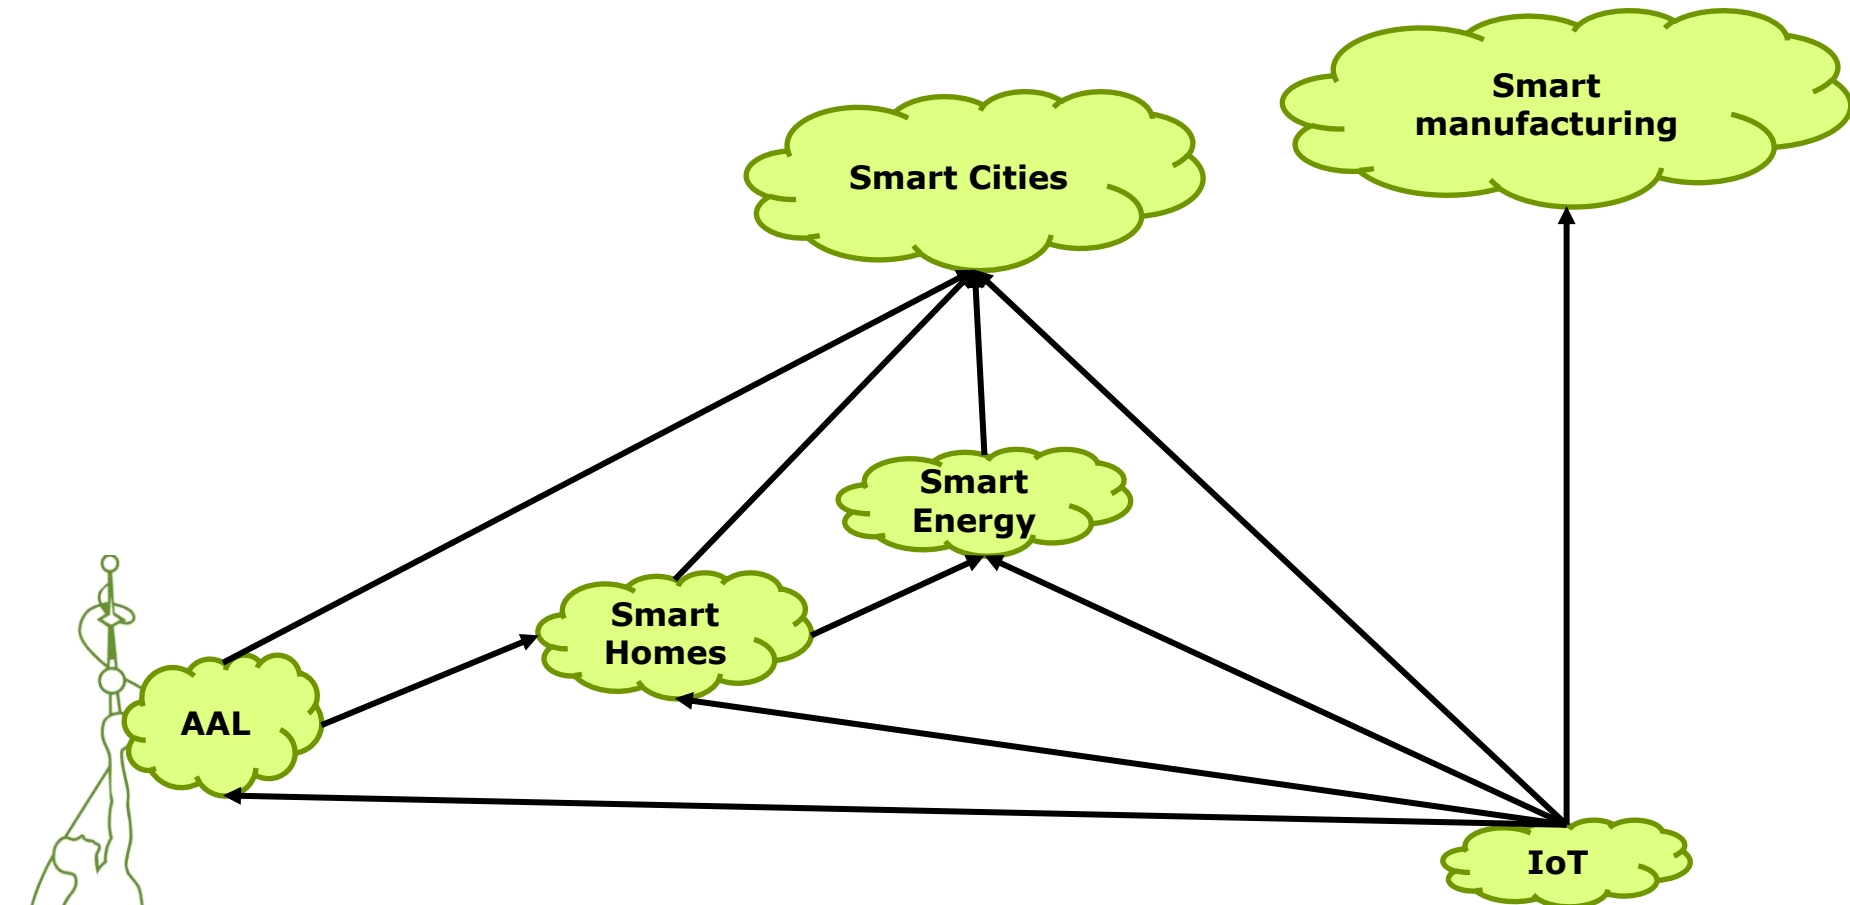 Smart
manufacturing
Smart Cities
Smart
Energy
Smart
Homes
AAL
IoT